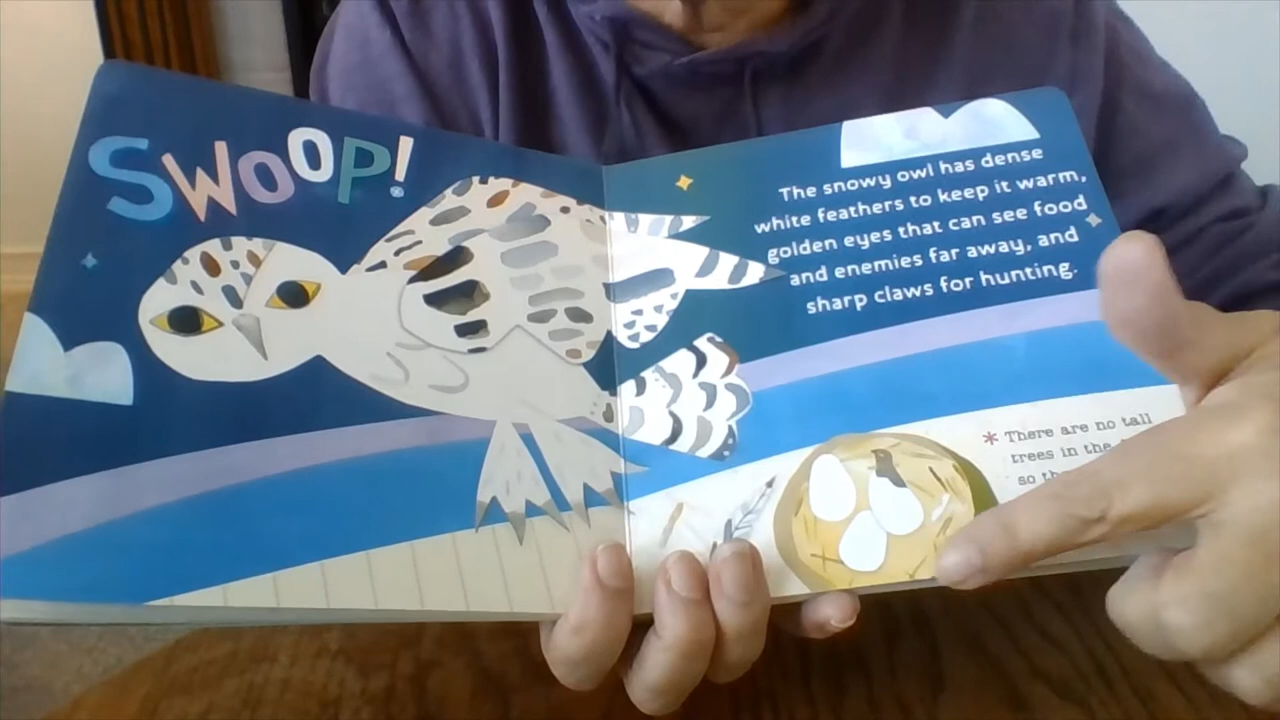 SWOOP!
The snowy owl has dense
white feathers to keep it warm,
golden eyes that can see food
and enemies far away, and
sharp claws for hunting.
* There are no tall
trees in the
so